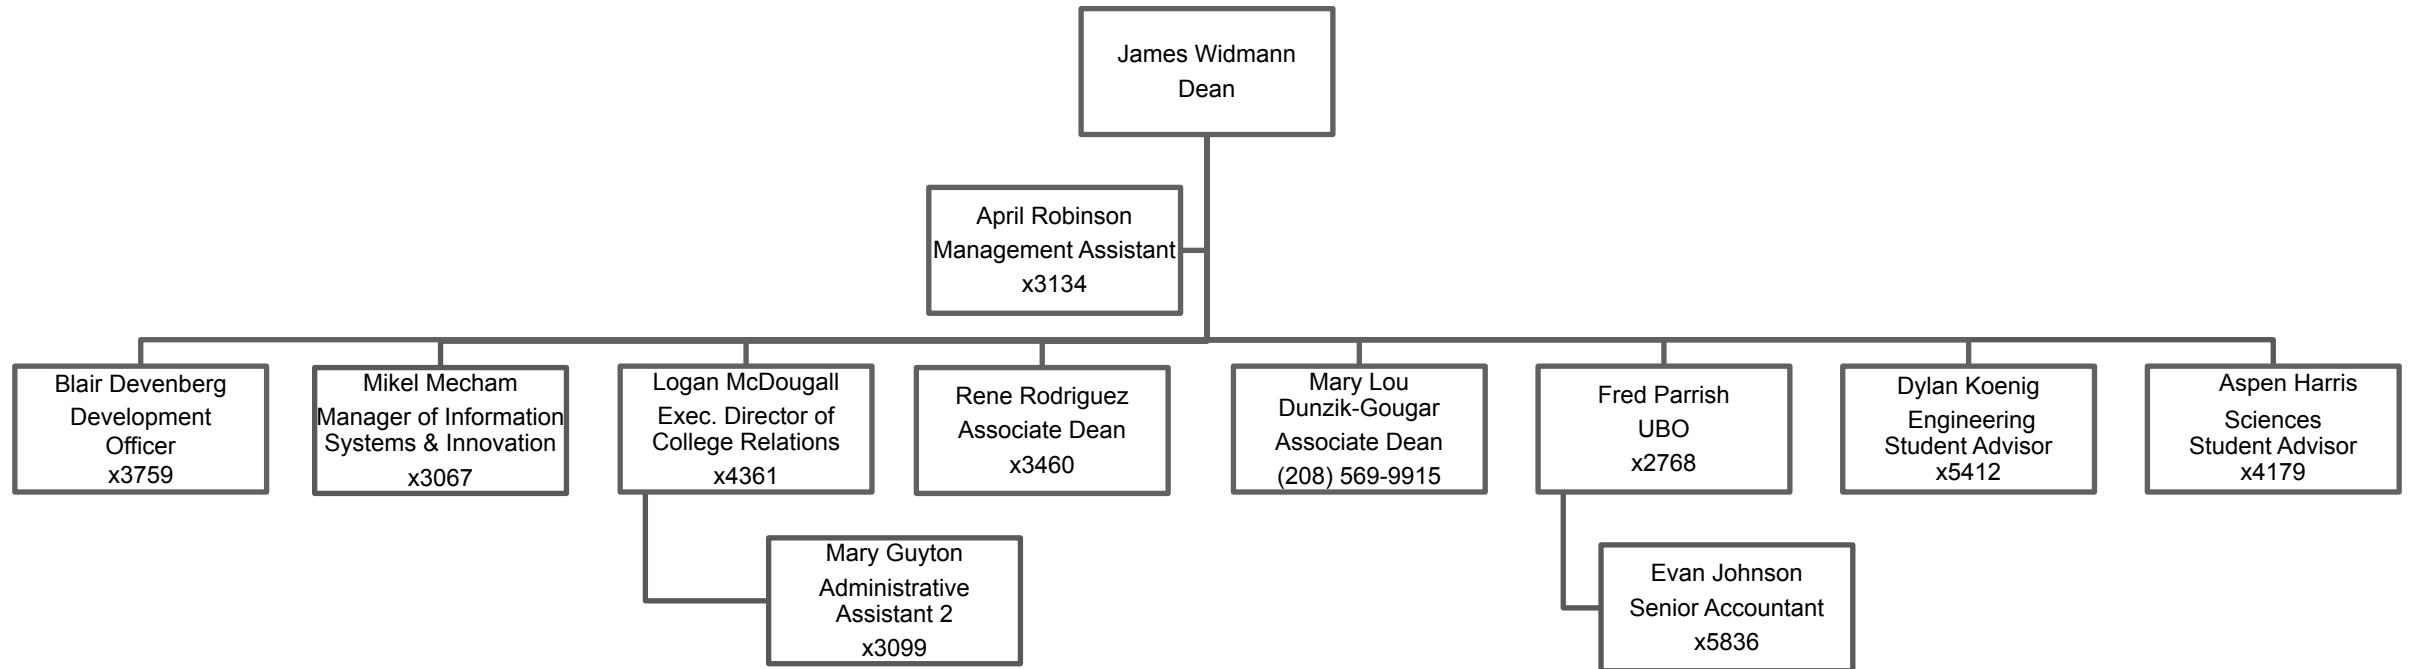 James Widmann
Dean
April Robinson
Management Assistant
x3134
Blair Devenberg
Development
Officer
x3759
Mikel Mecham
Manager of Information
Systems & Innovation
x3067
Logan McDougall
Exec. Director of
College Relations
x4361
Rene Rodriguez
Associate Dean
x3460
Mary Lou
Dunzik-Gougar
Associate Dean
(208) 569-9915
Fred Parrish
UBO
x2768
Dylan Koenig
Engineering
Student Advisor
x5412
Aspen Harris
Sciences
Student Advisor
x4179
Mary Guyton
Administrative
Assistant 2
x3099
Evan Johnson
Senior Accountant
x5836